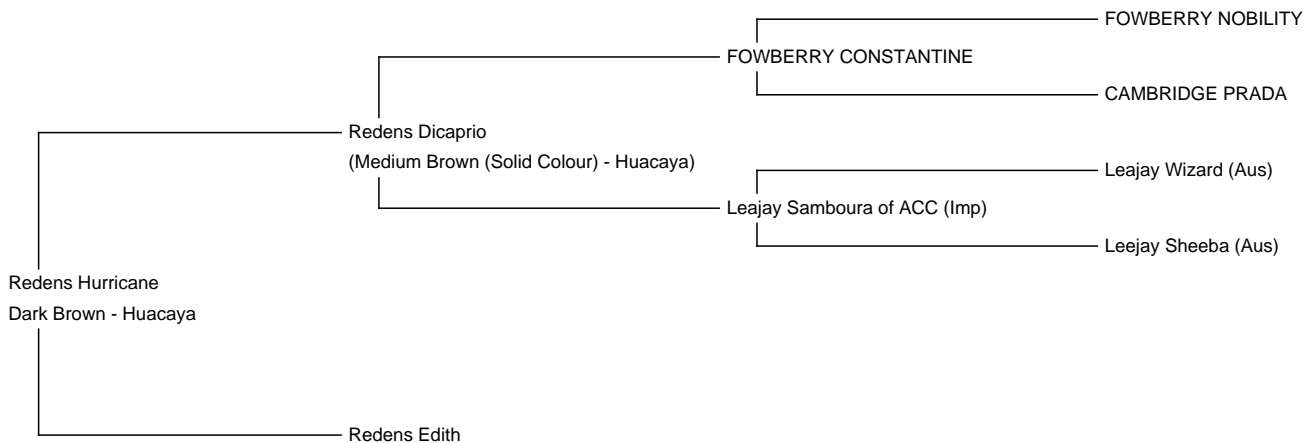 FOWBERRY NOBILITY
FOWBERRY CONSTANTINE
CAMBRIDGE PRADA
Redens Dicaprio
(Medium Brown (Solid Colour) - Huacaya)
Leajay Wizard (Aus)
Leajay Samboura of ACC (Imp)
Leejay Sheeba (Aus)
Redens Hurricane
Dark Brown - Huacaya
Redens Edith